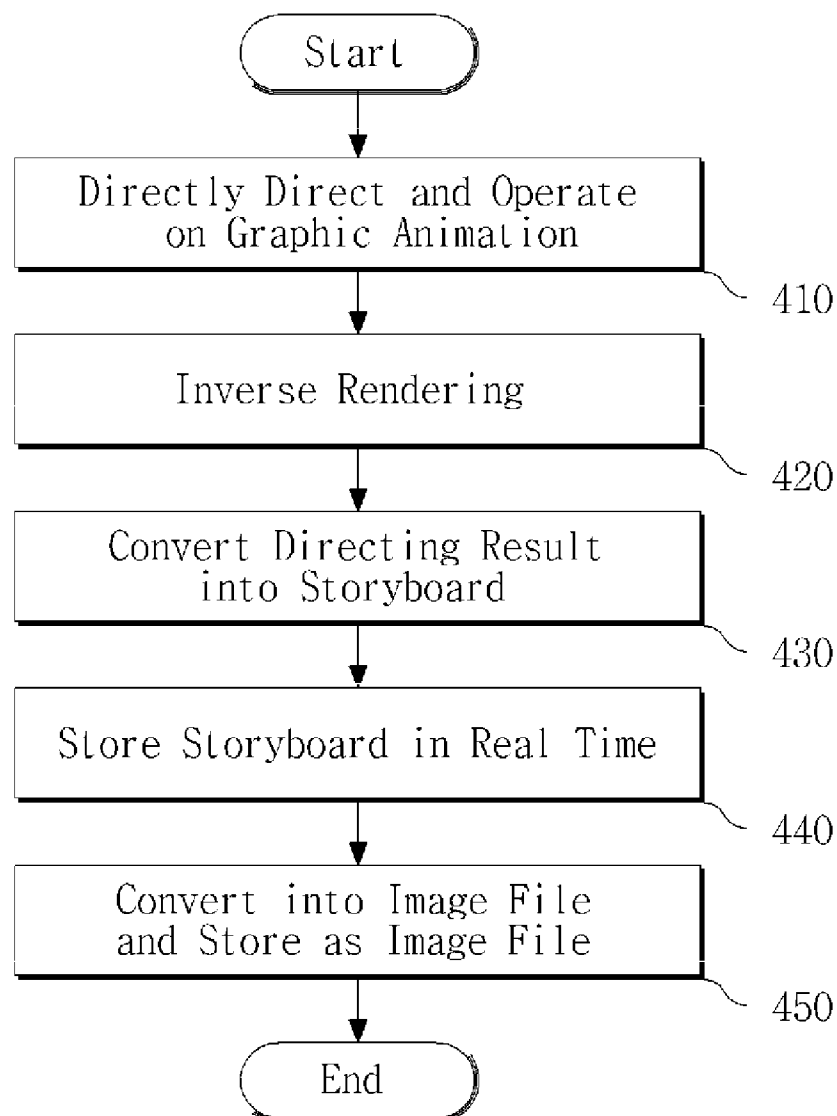 Start
Directly Direct and Operate
on Graphic Animation
410
Inverse Rendering
420
Convert Directing Result
into Storyboard
430
Store Storyboard in Real Time
440
Convert into Image File
and Store as Image File
450
End